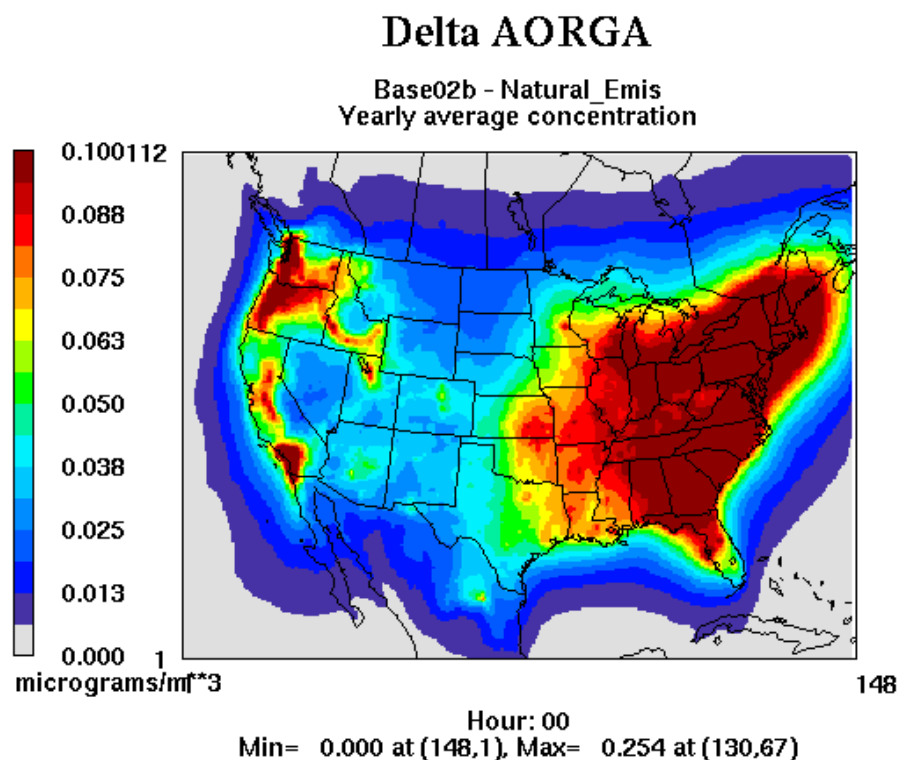 Delta AORGA
Base02b - Natural_Emis
Yearly average concentration
0.100 112
0.088
0.075
0.063
0.050
0.038
0.025
0.013
0.000 1
micrograms/m**3 148
Hour: 00
Min= 0.000 at (148,1), Max= 0.254 at (130,67)